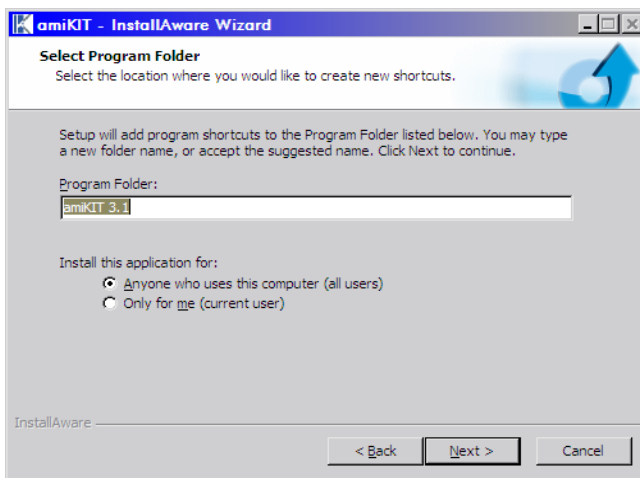 amiKIT - InstallAware Wizard
Select Program Folder
Select the location where you would like to create new shortcuts.
Setup will add program shortcuts to the Program Folder listed below. You may type
a new folder name, or accept the suggested name. Click Next to continue.
Program Folder:
amiKIT 3.1
Install this application for:
Anyone who uses this computer (all users)
Only for me (current user)
InstallAware
< Back
Next >
Cancel